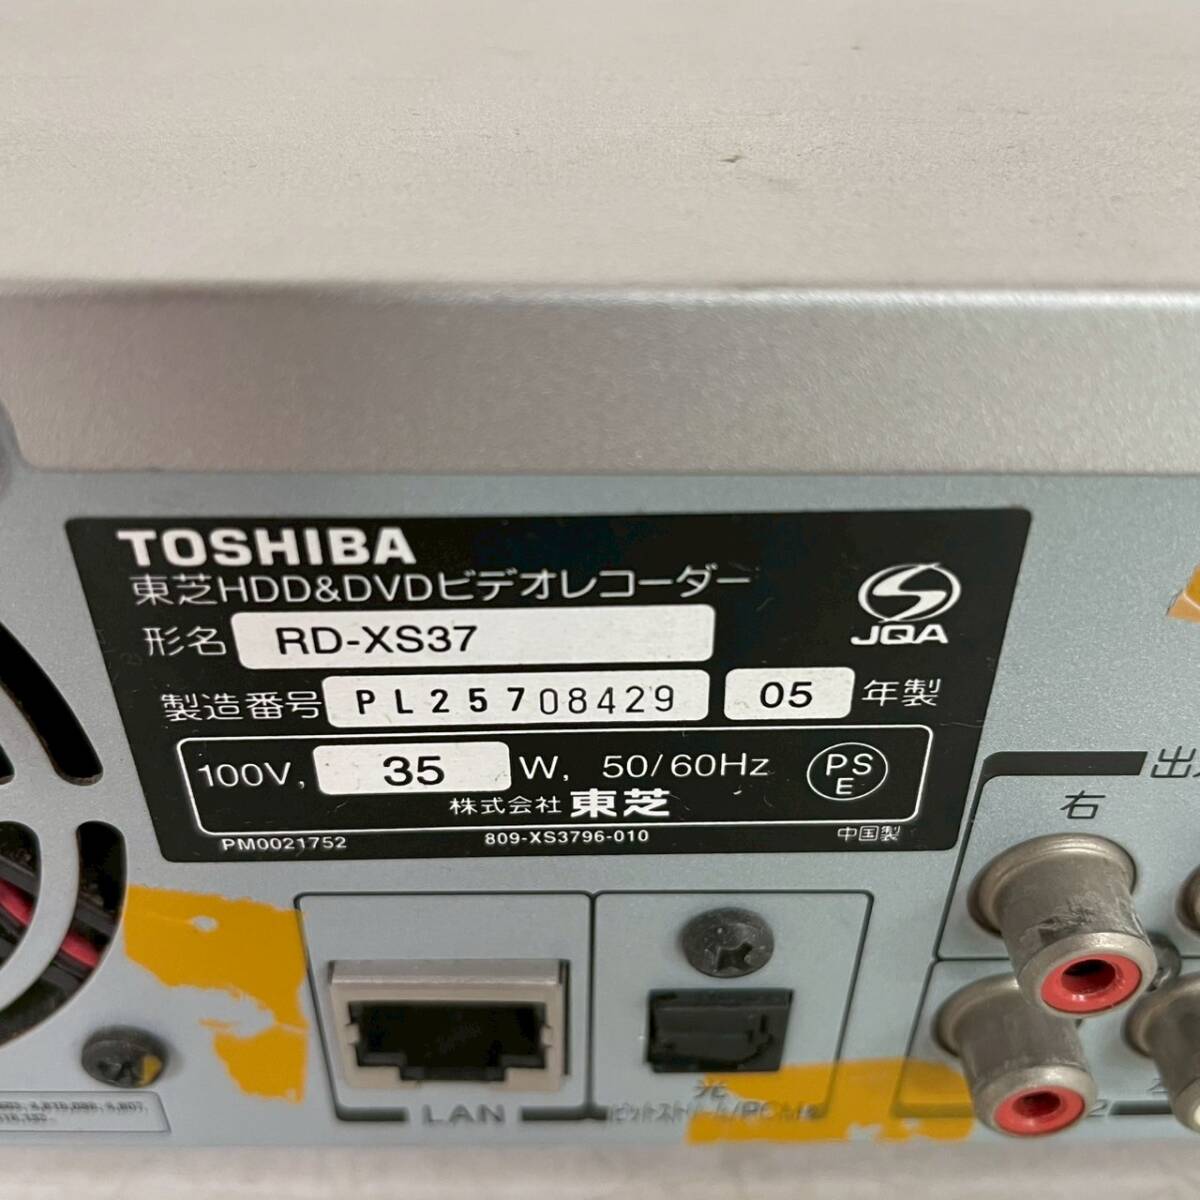 TOSHIBA
東芝HDD&DVDビデオレコーダー
形名 RD-XS37
JQA
製造番号 PL25708429 05 年製
100V, 35 W, 50/60Hz PSE
株式会社 東芝
PM0021752 809-XS3796-010 中国製
右
LAN
光
2